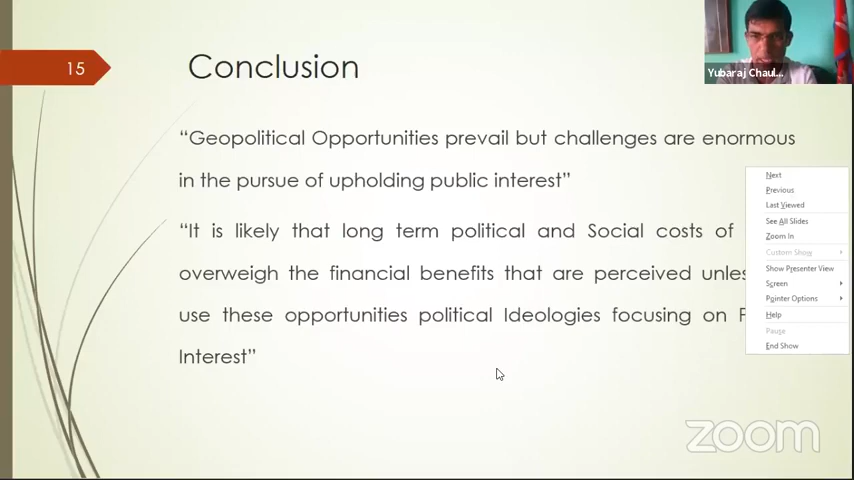 15
Conclusion
Yubaraj Chaul...
“Geopolitical Opportunities prevail but challenges are enormous
in the pursue of upholding public interest”
“It is likely that long term political and Social costs of
overweigh the financial benefits that are perceived
use these opportunities political Ideologies focusing on
Interest”
Next
Previous
Last Viewed
See All Slides
Zoom In
Custom Show
Show Presenter View
Screen
Pointer Options
Help
Pause
End Show
zoom